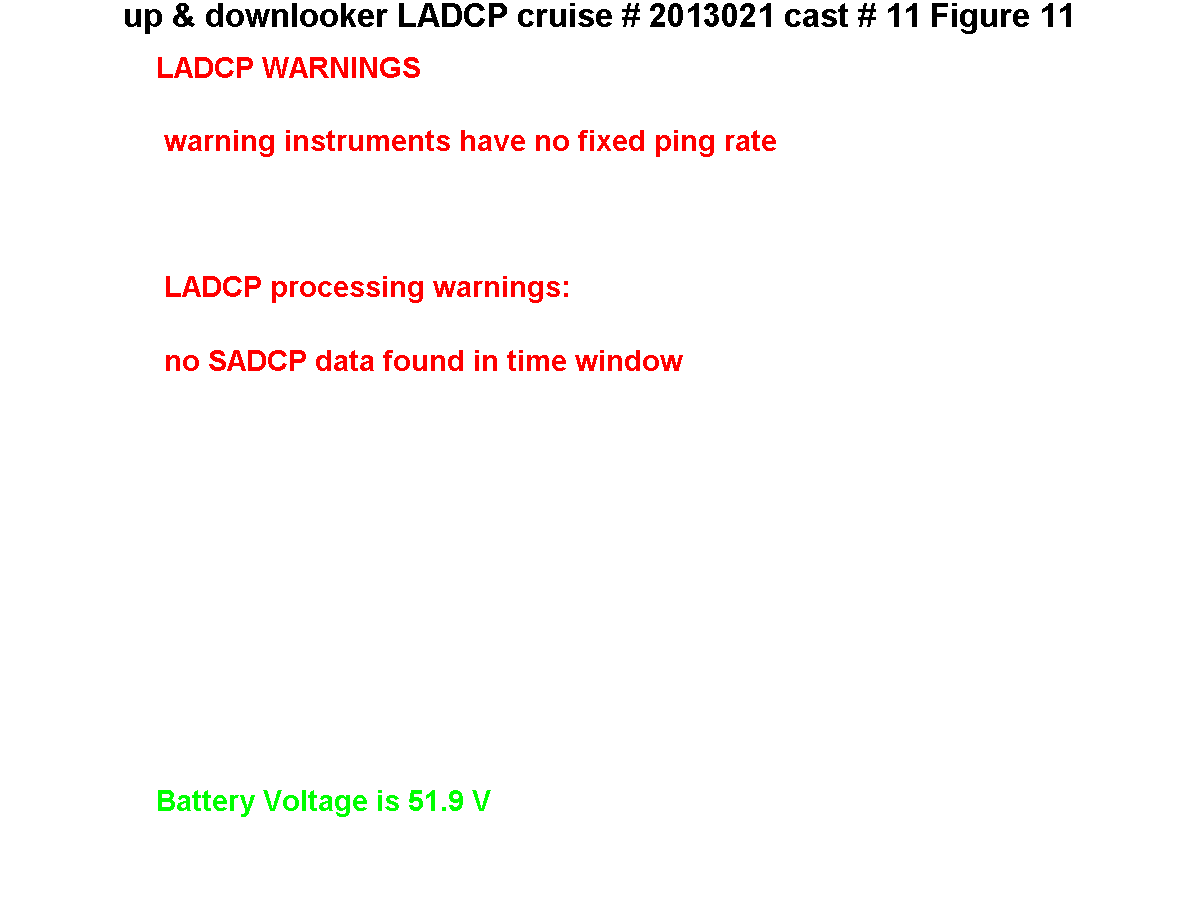 up & downlooker LADCP cruise # 2013021 cast # 11 Figure 11
LADCP WARNINGS
warning instruments have no fixed ping rate
LADCP processing warnings:
no SADCP data found in time window
Battery Voltage is 51.9 V